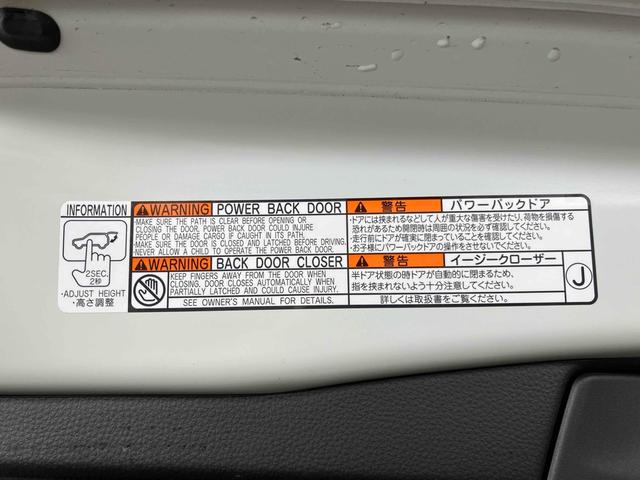 INFORMATION
2SEC.
2秒
・ADJUST HEIGHT
・高さ調整
WARNING POWER BACK DOOR
・MAKE SURE THE PATH IS CLEAR BEFORE OPENING OR
CLOSING THE DOOR. POWER BACK DOOR COULD INJURE
PEOPLE OR DAMAGE CARGO IF CAUGHT IN ITS PATH.
・MAKE SURE THE DOOR IS CLOSED AND LATCHED BEFORE DRIVING.
・NEVER ALLOW A CHILD TO OPERATE THE POWER BACK DOOR.
WARNING BACK DOOR CLOSER
KEEP FINGERS AWAY FROM THE DOOR WHEN
CLOSING. DOOR CLOSES AUTOMATICALLY WHEN
PARTIALLY LATCHED AND COULD CAUSE INJURY.
SEE OWNER'S MANUAL FOR DETAILS.
警告 パワーバックドア
・ドアには挟まれるなどして人が重大な傷害を受けたり、荷物を損傷する
恐れがあるため開閉時は周囲の状況を必ず確認してください。
・走行前にドアが確実に閉まっていることを確認してください。
・お子様にパワーバックドアの操作をさせないでください。
警告 イージークローザー
半ドア状態の時ドアが自動的に閉まるため、
指を挟まれないよう十分注意してください。
詳しくは取扱書をご覧ください。
J